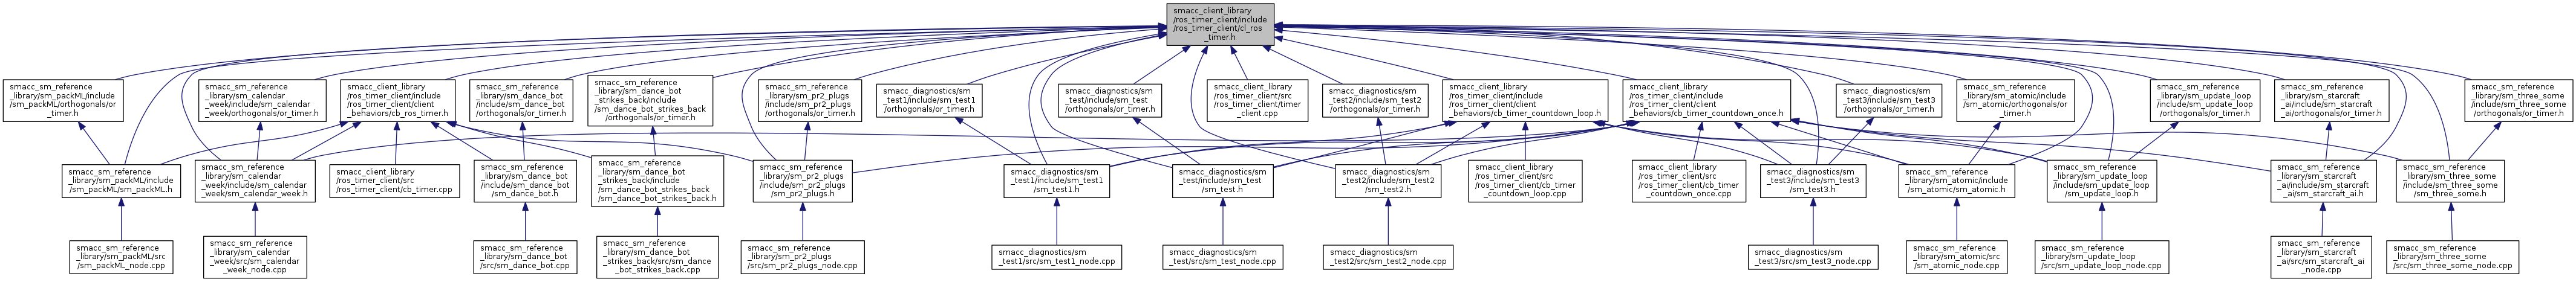 smacc_client_library
/ros_timer_client/include
/ros_timer_client/cl_ros
_timer.h
smacc_sm_reference
_library/sm_packML/include
/sm_packML/orthogonals/or
_timer.h
smacc_sm_reference
_library/sm_calendar
_week/include/sm_calendar
_week/orthogonals/or_timer.h
smacc_client_library
/ros_timer_client/include
/ros_timer_client/client
_behaviors/cb_ros_timer.h
smacc_sm_reference
_library/sm_dance_bot
/include/sm_dance_bot
/orthogonals/or_timer.h
smacc_sm_reference
_library/sm_dance_bot
_strikes_back/include
/sm_dance_bot_strikes_back
/orthogonals/or_timer.h
smacc_sm_reference
_library/sm_pr2_plugs
/include/sm_pr2_plugs
/orthogonals/or_timer.h
smacc_diagnostics/sm
_test1/include/sm_test1
/orthogonals/or_timer.h
smacc_diagnostics/sm
_test/include/sm_test
/orthogonals/or_timer.h
smacc_client_library
/ros_timer_client/src
/ros_timer_client/timer
_client.cpp
smacc_diagnostics/sm
_test2/include/sm_test2
/orthogonals/or_timer.h
smacc_client_library
/ros_timer_client/include
/ros_timer_client/client
_behaviors/cb_timer_countdown_loop.h
smacc_client_library
/ros_timer_client/include
/ros_timer_client/client
_behaviors/cb_timer_countdown_once.h
smacc_diagnostics/sm
_test3/include/sm_test3
/orthogonals/or_timer.h
smacc_sm_reference
_library/sm_atomic/include
/sm_atomic/orthogonals/or
_timer.h
smacc_sm_reference
_library/sm_update_loop
/include/sm_update_loop
/orthogonals/or_timer.h
smacc_sm_reference
_library/sm_starcraft
_ai/include/sm_starcraft
_ai/orthogonals/or_timer.h
smacc_sm_reference
_library/sm_three_some
/include/sm_three_some
/orthogonals/or_timer.h
smacc_sm_reference
_library/sm_packML/include
/sm_packML/sm_packML.h
smacc_sm_reference
_library/sm_calendar
_week/include/sm_calendar
_week/sm_calendar_week.h
smacc_client_library
/ros_timer_client/src
/ros_timer_client/cb_timer.cpp
smacc_sm_reference
_library/sm_dance_bot
/include/sm_dance_bot
/sm_dance_bot.h
smacc_sm_reference
_library/sm_dance_bot
_strikes_back/include
/sm_dance_bot_strikes_back
/sm_dance_bot_strikes_back.h
smacc_sm_reference
_library/sm_pr2_plugs
/include/sm_pr2_plugs
/sm_pr2_plugs.h
smacc_diagnostics/sm
_test1/include/sm_test1
/sm_test1.h
smacc_diagnostics/sm
_test/include/sm_test
/sm_test.h
smacc_diagnostics/sm
_test2/include/sm_test2
/sm_test2.h
smacc_client_library
/ros_timer_client/src
/ros_timer_client/cb_timer
_countdown_loop.cpp
smacc_client_library
/ros_timer_client/src
/ros_timer_client/cb_timer
_countdown_once.cpp
smacc_diagnostics/sm
_test3/include/sm_test3
/sm_test3.h
smacc_sm_reference
_library/sm_atomic/include
/sm_atomic/sm_atomic.h
smacc_sm_reference
_library/sm_update_loop
/include/sm_update_loop
/sm_update_loop.h
smacc_sm_reference
_library/sm_starcraft
_ai/include/sm_starcraft
_ai/sm_starcraft_ai.h
smacc_sm_reference
_library/sm_three_some
/include/sm_three_some
/sm_three_some.h
smacc_sm_reference
_library/sm_packML/src
/sm_packML_node.cpp
smacc_sm_reference
_library/sm_calendar
_week/src/sm_calendar
_week_node.cpp
smacc_sm_reference
_library/sm_dance_bot
/src/sm_dance_bot.cpp
smacc_sm_reference
_library/sm_dance_bot
_strikes_back/src/sm_dance
_bot_strikes_back.cpp
smacc_sm_reference
_library/sm_pr2_plugs
/src/sm_pr2_plugs_node.cpp
smacc_diagnostics/sm
_test1/src/sm_test1_node.cpp
smacc_diagnostics/sm
_test/src/sm_test_node.cpp
smacc_diagnostics/sm
_test2/src/sm_test2_node.cpp
smacc_diagnostics/sm
_test3/src/sm_test3_node.cpp
smacc_sm_reference
_library/sm_atomic/src
/sm_atomic_node.cpp
smacc_sm_reference
_library/sm_update_loop
/src/sm_update_loop_node.cpp
smacc_sm_reference
_library/sm_starcraft
_ai/src/sm_starcraft_ai
_node.cpp
smacc_sm_reference
_library/sm_three_some
/src/sm_three_some_node.cpp